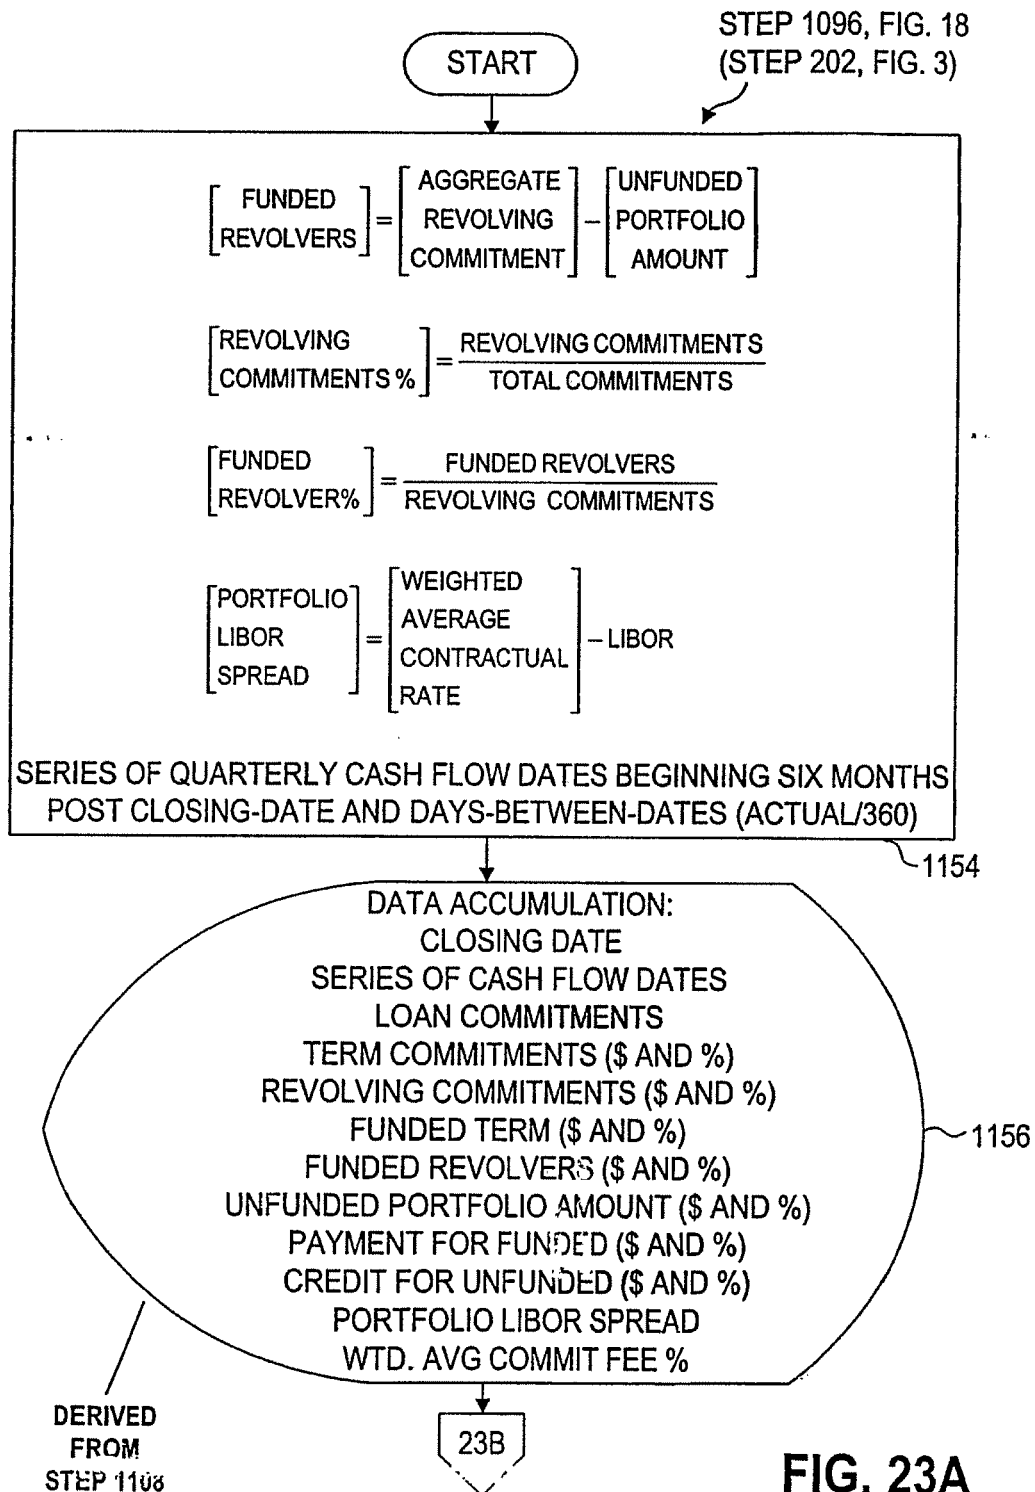 STEP 1096, FIG. 18
(STEP 202, FIG. 3)
START
[FUNDED REVOLVERS] = [AGGREGATE REVOLVING COMMITMENT] – [UNFUNDED PORTFOLIO AMOUNT]
[REVOLVING COMMITMENTS %] = REVOLVING COMMITMENTS / TOTAL COMMITMENTS
[FUNDED REVOLVER%] = FUNDED REVOLVERS / REVOLVING COMMITMENTS
[PORTFOLIO LIBOR SPREAD] = [WEIGHTED AVERAGE CONTRACTUAL RATE] – LIBOR
SERIES OF QUARTERLY CASH FLOW DATES BEGINNING SIX MONTHS
POST CLOSING-DATE AND DAYS-BETWEEN-DATES (ACTUAL/360)
1154
DATA ACCUMULATION:
CLOSING DATE
SERIES OF CASH FLOW DATES
LOAN COMMITMENTS
TERM COMMITMENTS ($ AND %)
REVOLVING COMMITMENTS ($ AND %)
FUNDED TERM ($ AND %)
FUNDED REVOLVERS ($ AND %)
UNFUNDED PORTFOLIO AMOUNT ($ AND %)
PAYMENT FOR FUNDED ($ AND %)
CREDIT FOR UNFUNDED ($ AND %)
PORTFOLIO LIBOR SPREAD
WTD. AVG COMMIT FEE %
1156
DERIVED
FROM
STEP 1108
23B
FIG. 23A